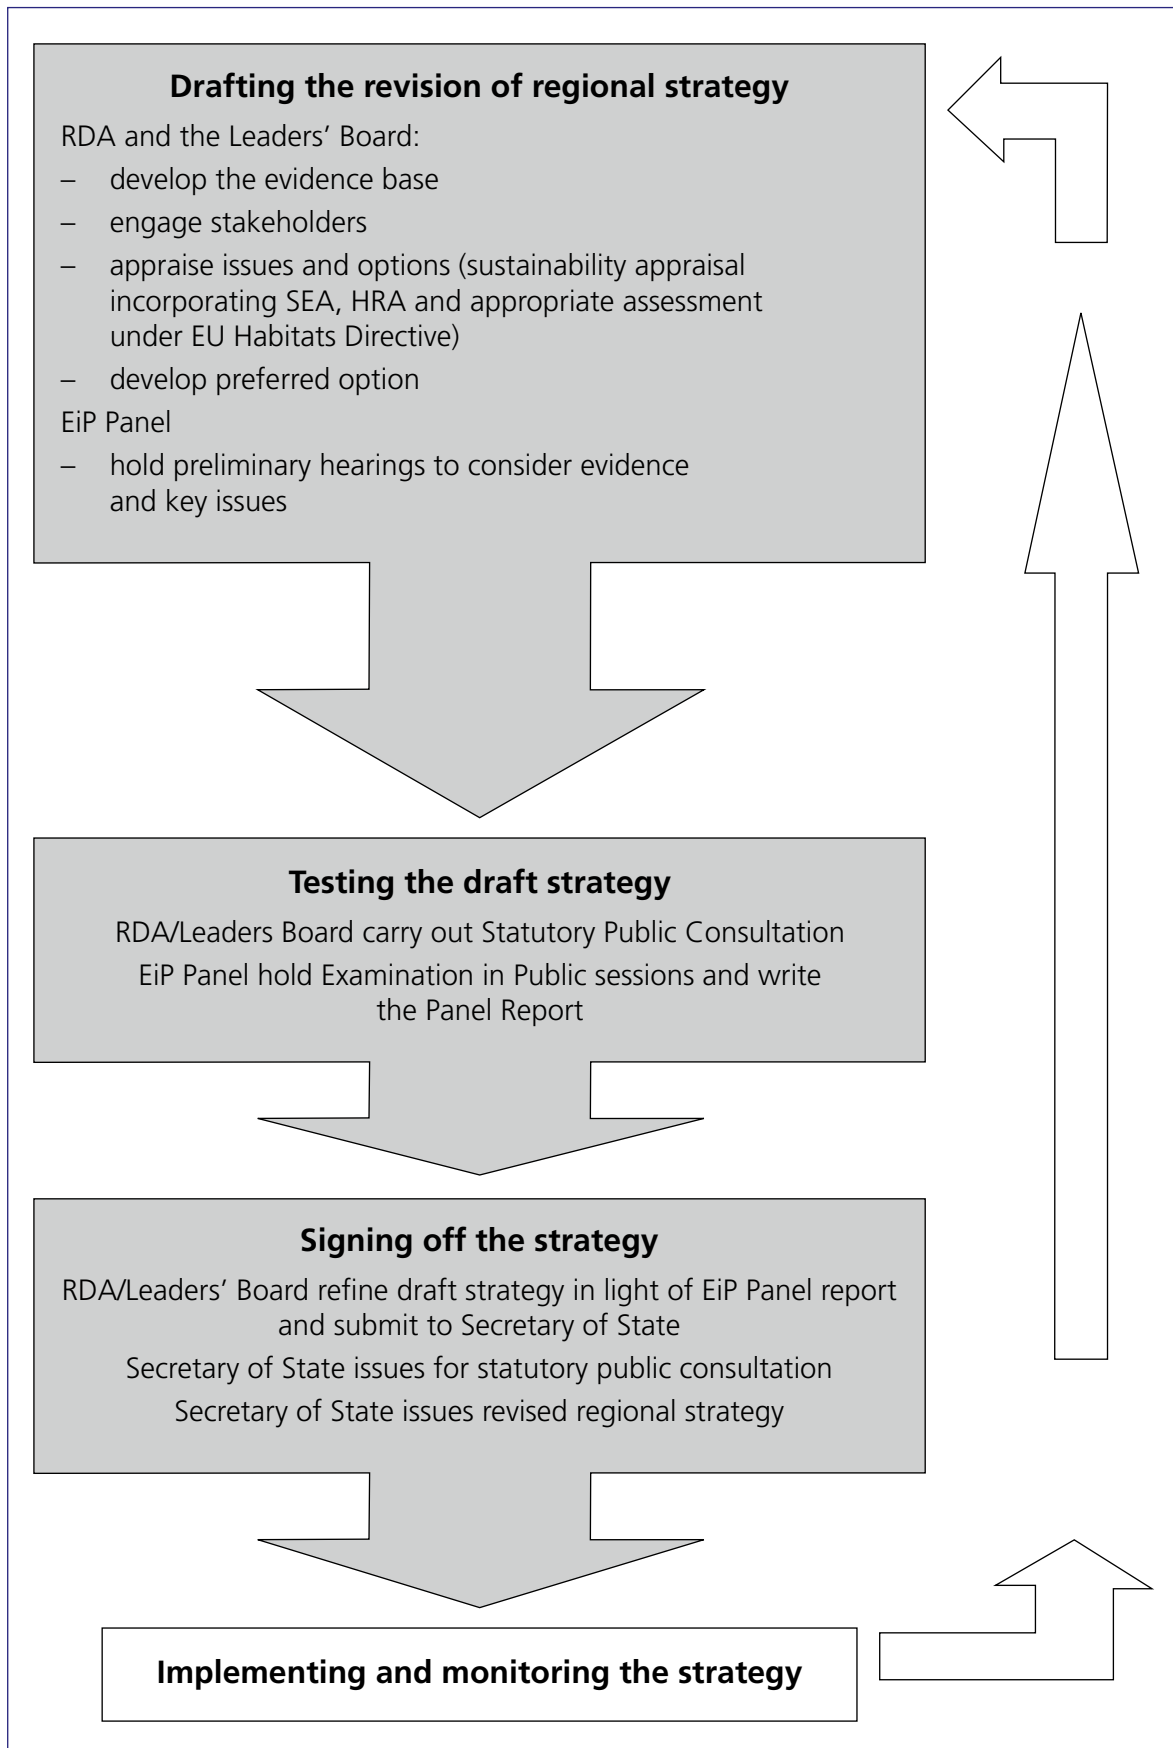 Drafting the revision of regional strategy
RDA and the Leaders’ Board:
– develop the evidence base
– engage stakeholders
– appraise issues and options (sustainability appraisal
incorporating SEA, HRA and appropriate assessment
under EU Habitats Directive)
– develop preferred option
EiP Panel
– hold preliminary hearings to consider evidence
and key issues
Testing the draft strategy
RDA/Leaders Board carry out Statutory Public Consultation
EiP Panel hold Examination in Public sessions and write
the Panel Report
Signing off the strategy
RDA/Leaders’ Board refine draft strategy in light of EiP Panel report
and submit to Secretary of State
Secretary of State issues for statutory public consultation
Secretary of State issues revised regional strategy
Implementing and monitoring the strategy